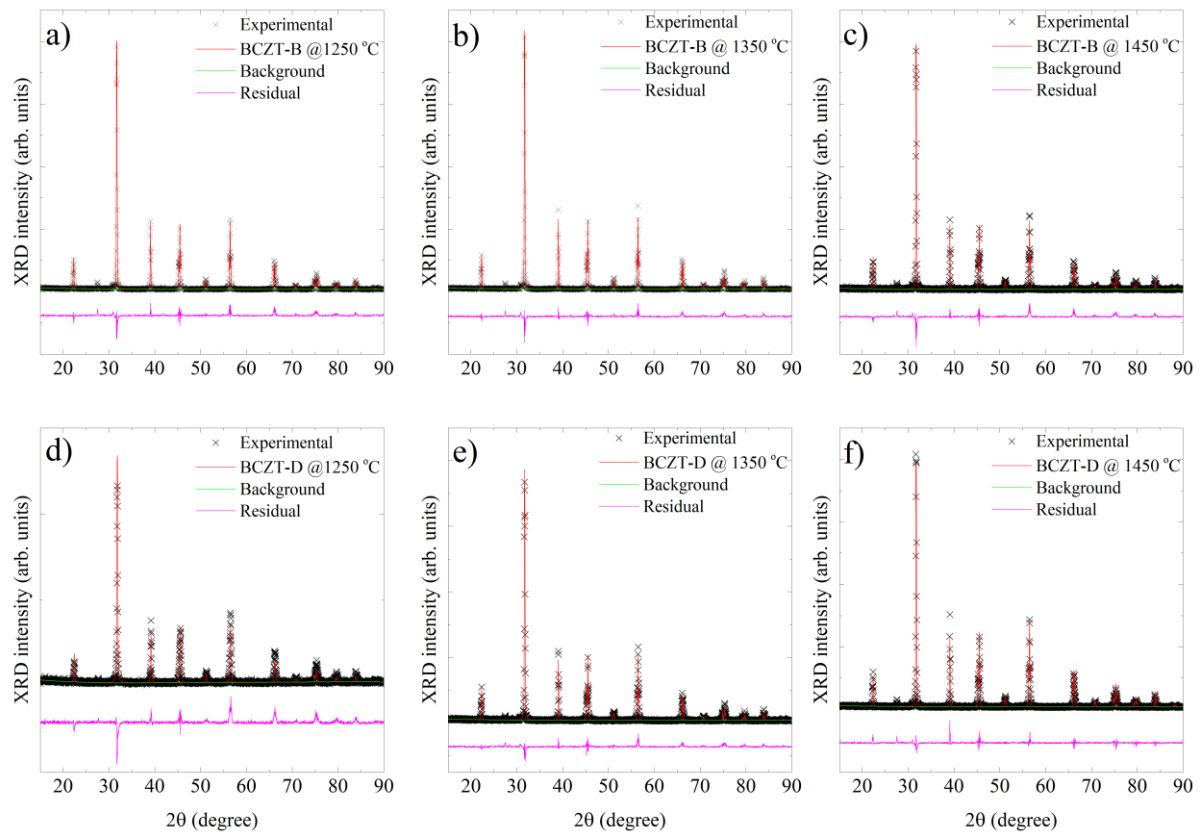 a)
Experimental
BCZT-B @1250 °C
Background
Residual
XRD intensity (arb. units)
20 30 40 50 60 70 80 90
b)
Experimental
BCZT-B @ 1350 °C
Background
Residual
XRD intensity (arb. units)
20 30 40 50 60 70 80 90
c)
Experimental
BCZT-B @ 1450 °C
Background
Residual
XRD intensity (arb. units)
20 30 40 50 60 70 80 90
d)
Experimental
BCZT-D @1250 °C
Background
Residual
XRD intensity (arb. units)
20 30 40 50 60 70 80 90
2θ (degree)
e)
Experimental
BCZT-D @ 1350 °C
Background
Residual
XRD intensity (arb. units)
20 30 40 50 60 70 80 90
2θ (degree)
f)
Experimental
BCZT-D @ 1450 °C
Background
Residual
XRD intensity (arb. units)
20 30 40 50 60 70 80 90
2θ (degree)